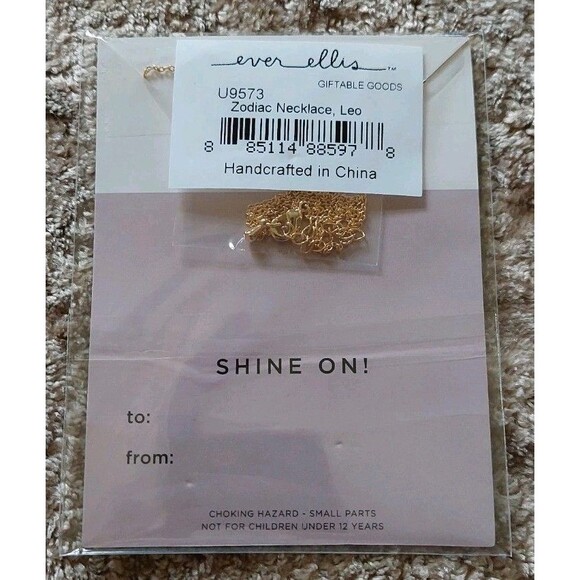 ever ellis™
GIFTABLE GOODS
U9573
Zodiac Necklace, Leo
8 85114 88597 8
Handcrafted in China
SHINE ON!
to:
from:
CHOKING HAZARD - SMALL PARTS
NOT FOR CHILDREN UNDER 12 YEARS